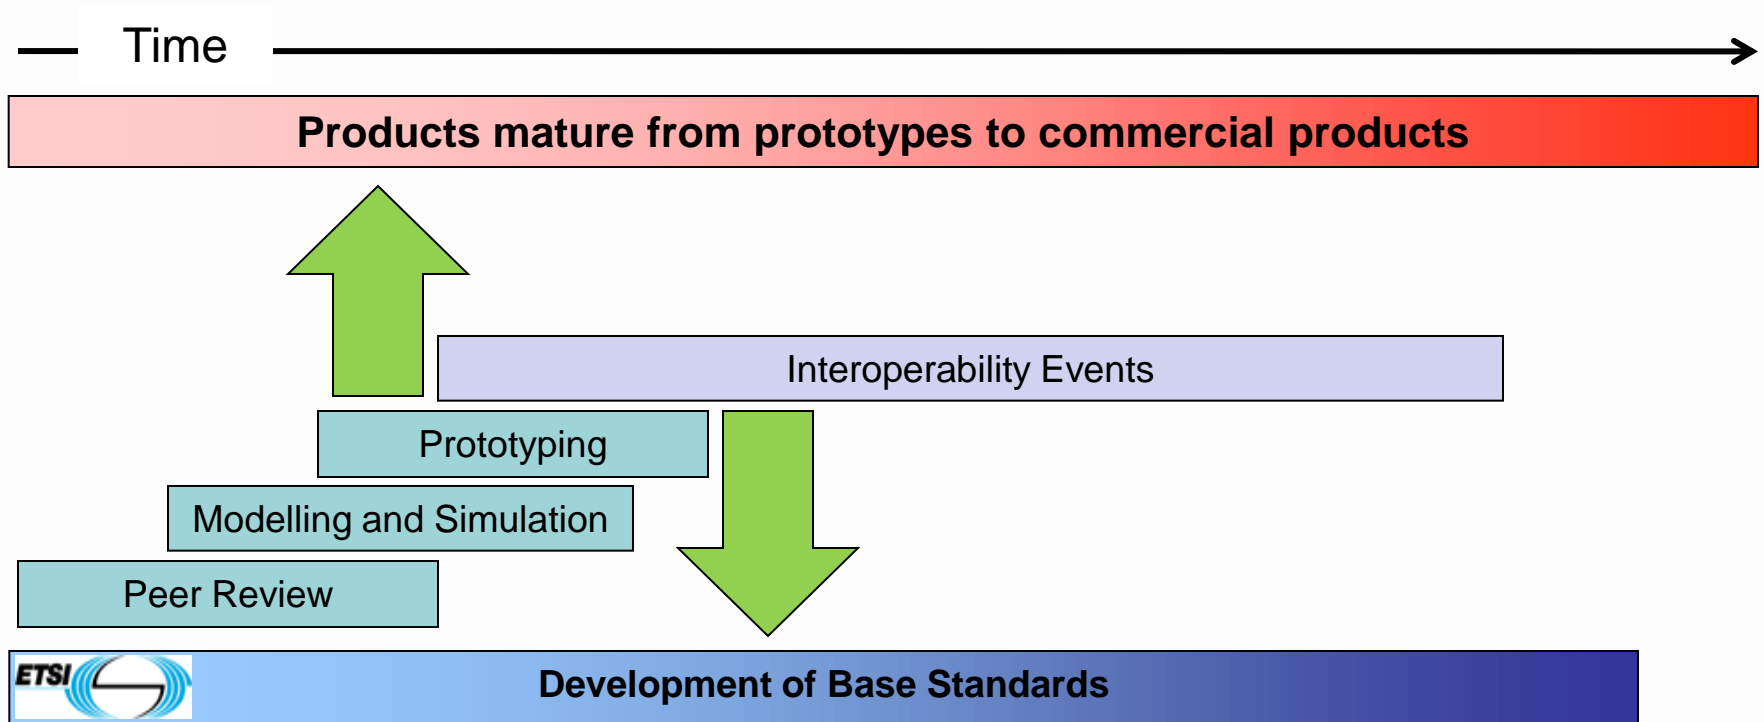 Time
Products mature from prototypes to commercial products
Interoperability Events
Prototyping
Modelling and Simulation
Peer Review
ETSI
Development of Base Standards